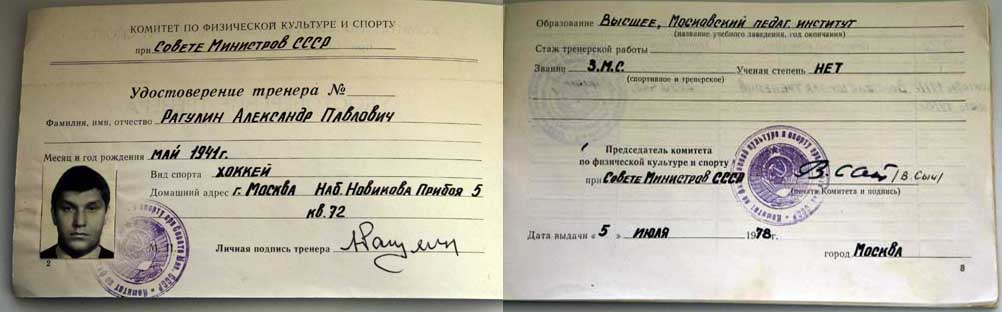 КОМИТЕТ ПО ФИЗИЧЕСКОЙ КУЛЬТУРЕ И СПОРТУ
при СОВЕТЕ МИНИСТРОВ СССР
Удостоверение тренера №
Фамилия, имя, отчество РАГУЛИН АЛЕКСАНДР ПАВЛОВИЧ
Месяц и год рождения МАЙ 1941г.
Вид спорта ХОККЕЙ
Домашний адрес г. МОСКВА НАБ. НОВИКОВА ПРИБОЯ 5
КВ. 72
Личная подпись тренера
2
Образование ВЫСШЕЕ, МОСКОВСКИЙ ПЕДАГ. ИНСТИТУТ
(название учебного заведения, год окончания)
Стаж тренерской работы
Звание З.М.С. Ученая степень НЕТ
(спортивное и тренерское)
Председатель комитета
по физической культуре и спорту
при СОВЕТЕ МИНИСТРОВ СССР (В. СЫЧ)
(печать Комитета и подпись)
Дата выдачи « 5 » ИЮЛЯ 1978г.
город МОСКВА
8